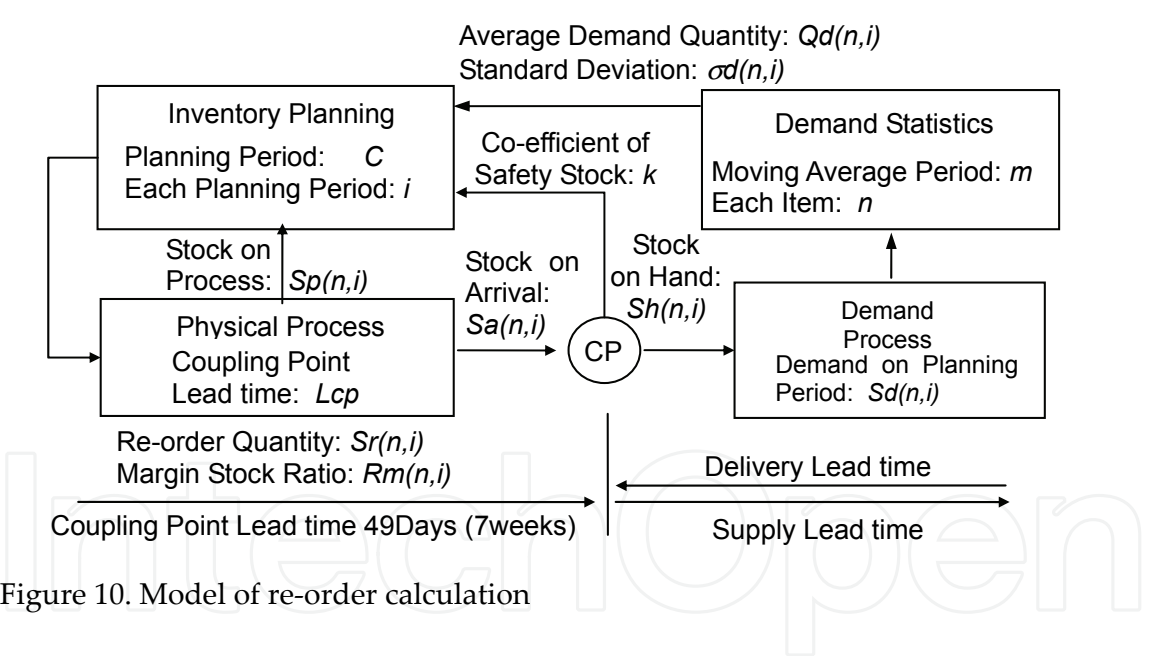 Average Demand Quantity: Qd(n,i)
Standard Deviation: σd(n,i)
Inventory Planning
Planning Period: C
Each Planning Period: i
Co-efficient of
Safety Stock: k
Demand Statistics
Moving Average Period: m
Each Item: n
Stock on
Process: Sp(n,i)
Stock on
Arrival:
Sa(n,i)
Stock
on Hand:
Sh(n,i)
Physical Process
Coupling Point
Lead time: Lcp
CP
Demand
Process
Demand on Planning
Period: Sd(n,i)
Re-order Quantity: Sr(n,i)
Margin Stock Ratio: Rm(n,i)
Delivery Lead time
Coupling Point Lead time 49Days (7weeks)
Supply Lead time
IntechOpen
Figure 10. Model of re-order calculation